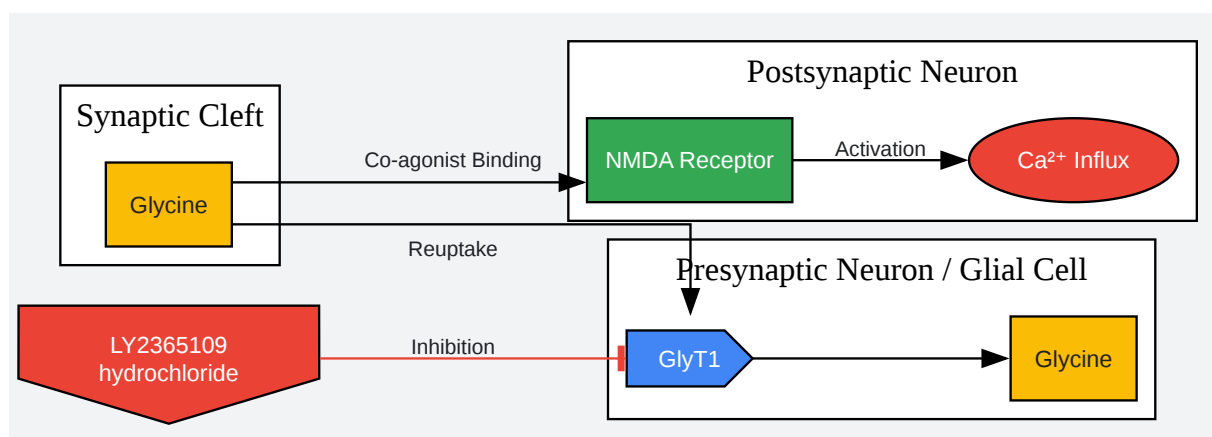 Postsynaptic Neuron
Synaptic Cleft
Co-agonist Binding
NMDA Receptor
Activation
Ca²⁺ Influx
Glycine
Reuptake
Presynaptic Neuron / Glial Cell
LY2365109
hydrochloride
Inhibition
GlyT1
Glycine